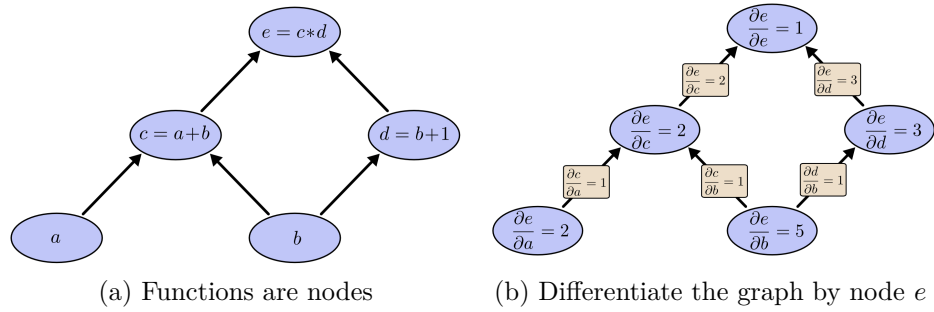 e = c*d
c = a+b
d = b+1
a
b
(a) Functions are nodes
∂e/∂e = 1
∂e/∂c = 2
∂e/∂d = 3
∂e/∂c = 2
∂e/∂d = 3
∂c/∂a = 1
∂c/∂b = 1
∂d/∂b = 1
∂e/∂a = 2
∂e/∂b = 5
(b) Differentiate the graph by node e